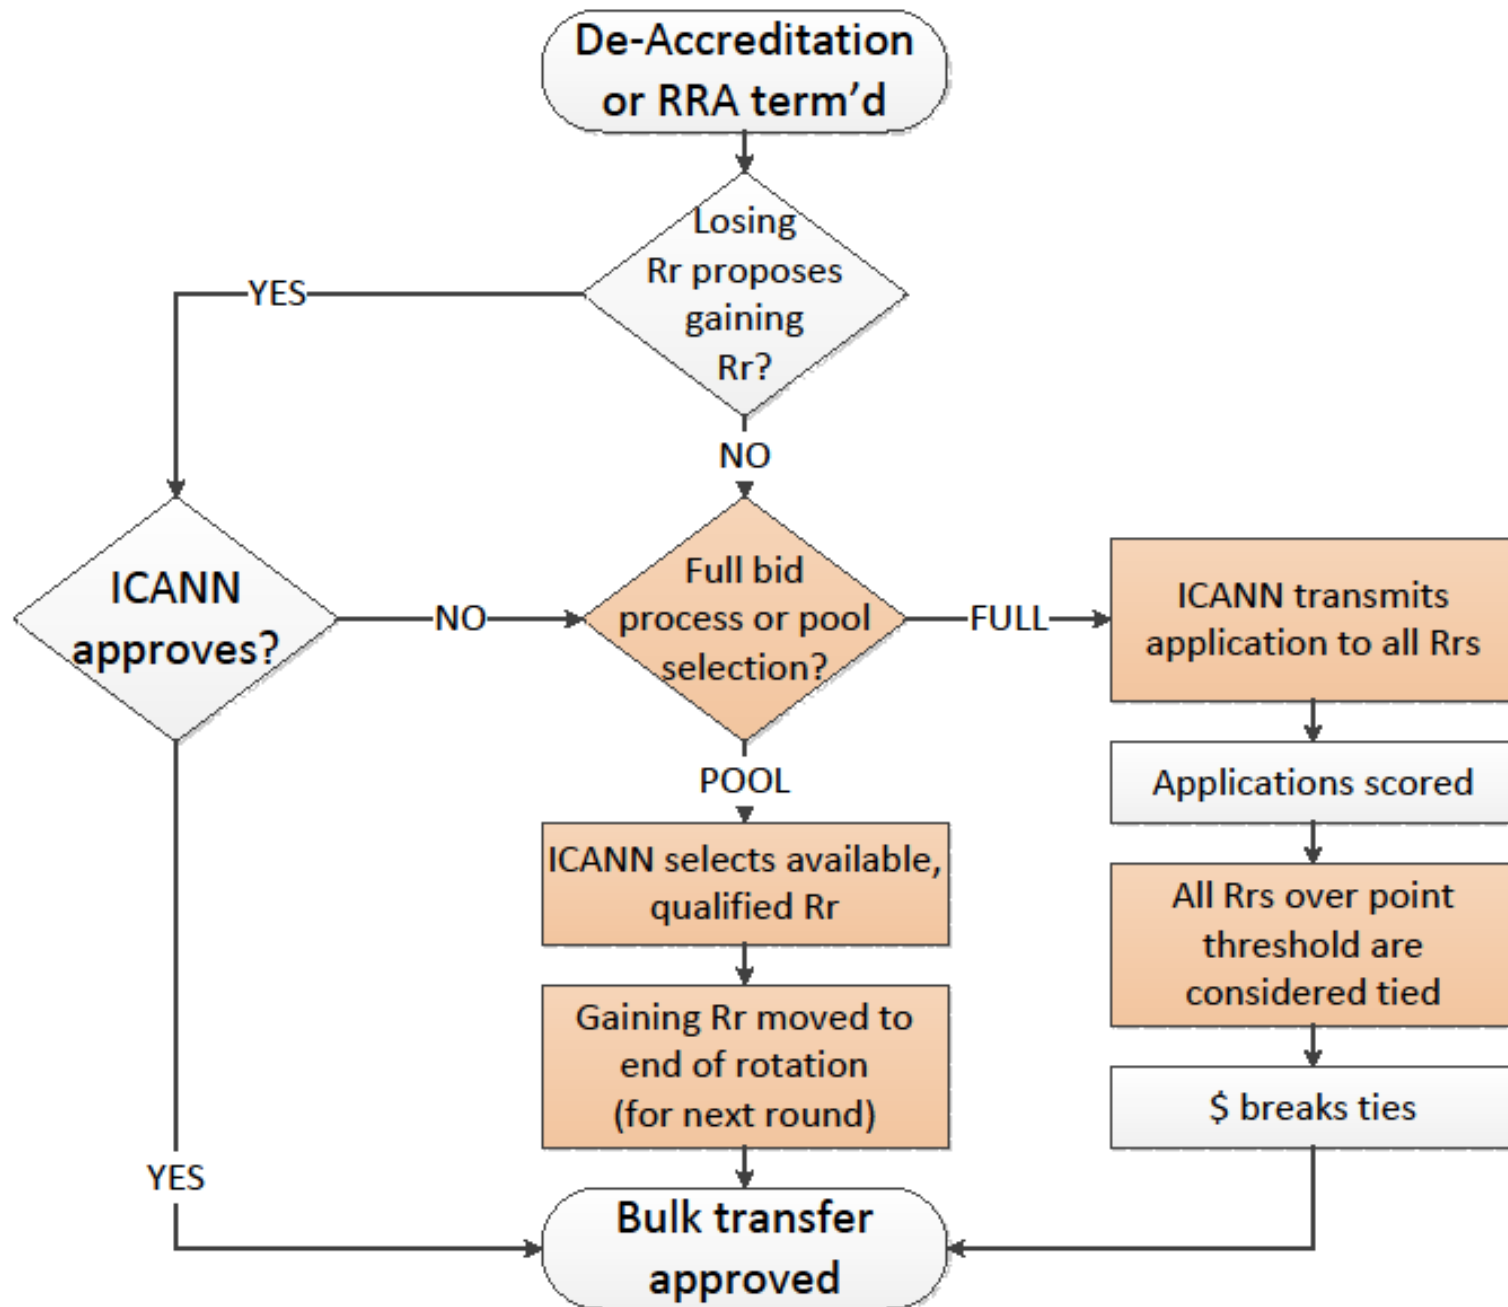 De-Accreditation
or RRA term’d
Losing
Rr proposes
gaining
Rr?
YES
NO
ICANN
approves?
NO
Full bid
process or pool
selection?
FULL
ICANN transmits
application to all Rrs
POOL
Applications scored
ICANN selects available,
qualified Rr
All Rrs over point
threshold are
considered tied
Gaining Rr moved to
end of rotation
(for next round)
$ breaks ties
YES
Bulk transfer
approved